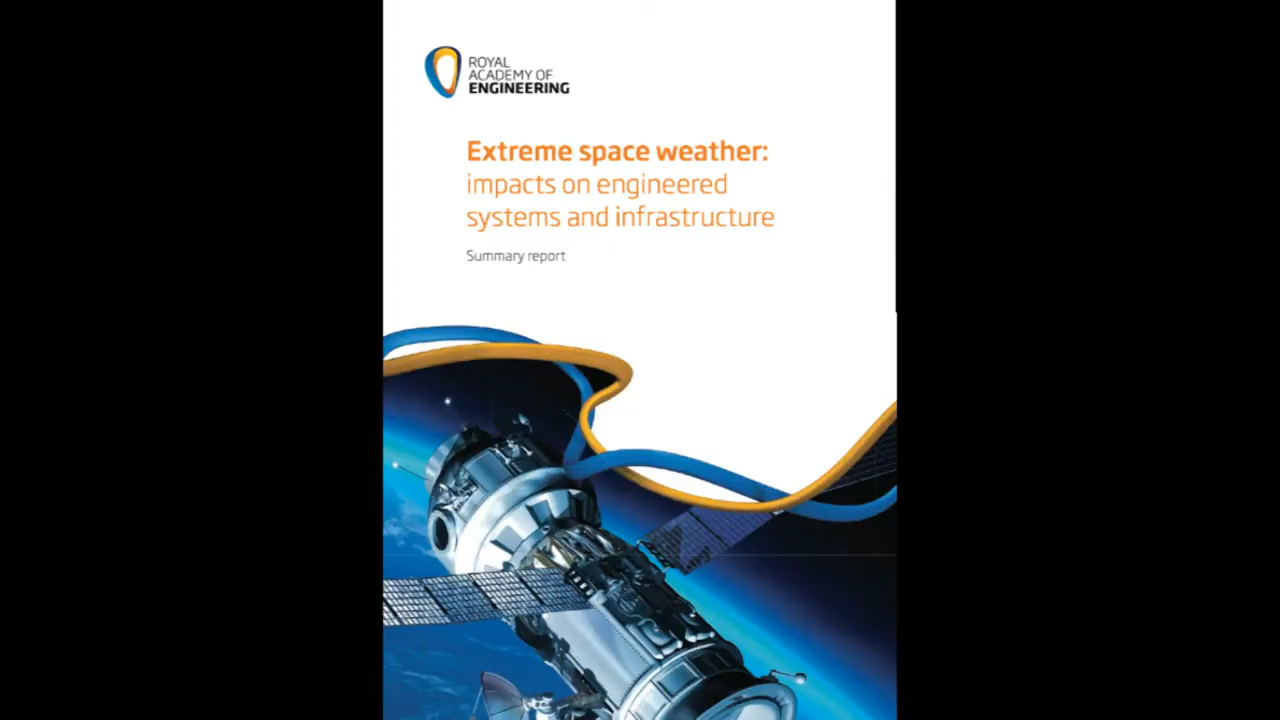 ROYAL
ACADEMY OF
ENGINEERING
Extreme space weather:
impacts on engineered
systems and infrastructure
Summary report